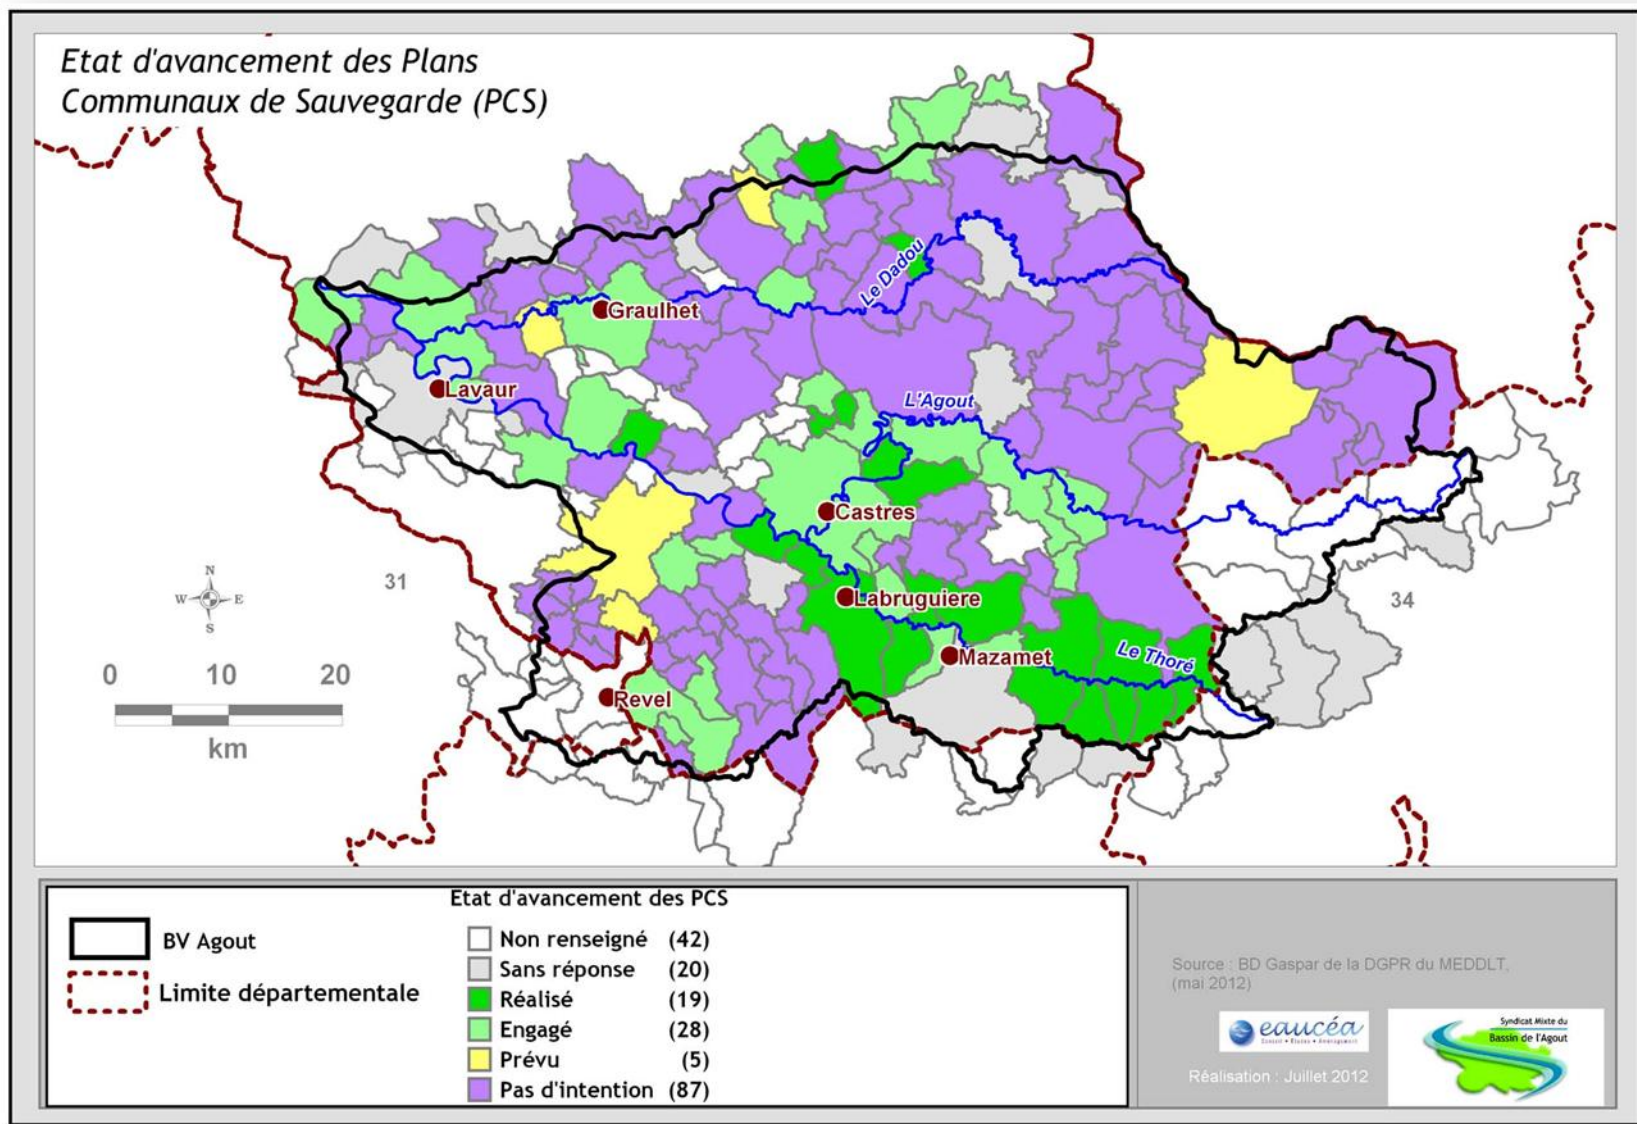 Etat d'avancement des Plans
Communaux de Sauvegarde (PCS)
Le Dadou
Graulhet
Lavaur
L'Agout
Castres
N
W E
S
31
34
Labruguiere
Mazamet
Le Thoré
Revel
0 10 20
km
BV Agout
Limite départementale
Etat d'avancement des PCS
Non renseigné (42)
Sans réponse (20)
Réalisé (19)
Engagé (28)
Prévu (5)
Pas d'intention (87)
Source : BD Gaspar de la DGPR du MEDDLT,
(mai 2012)
eaucéa
Conseil • Études • Aménagement
Réalisation : Juillet 2012
Syndicat Mixte du
Bassin de l'Agout